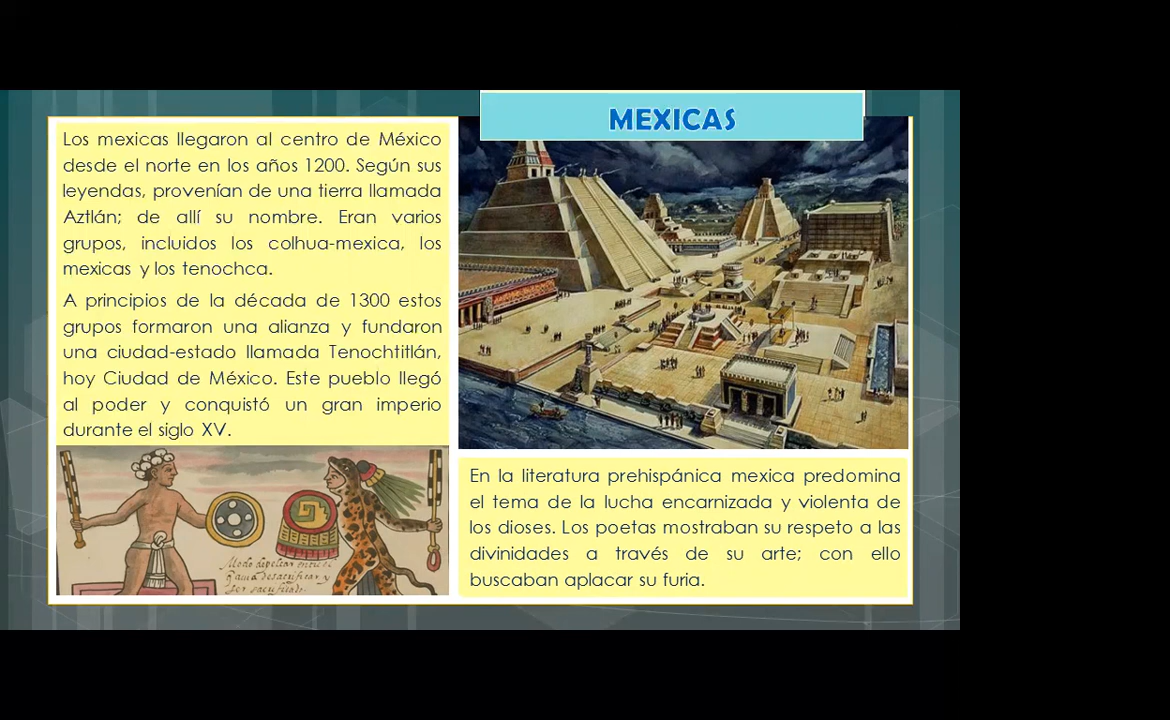 MEXICAS
Los mexicas llegaron al centro de México
desde el norte en los años 1200. Según sus
leyendas, provenían de una tierra llamada
Aztlán; de allí su nombre. Eran varios
grupos, incluidos los colhua-mexica, los
mexicas y los tenochca.
A principios de la década de 1300 estos
grupos formaron una alianza y fundaron
una ciudad-estado llamada Tenochtitlán,
hoy Ciudad de México. Este pueblo llegó
al poder y conquistó un gran imperio
durante el siglo XV.
Modo de pelear
y
ser sacrificado
En la literatura prehispánica mexica predomina
el tema de la lucha encarnizada y violenta de
los dioses. Los poetas mostraban su respeto a las
divinidades a través de su arte; con ello
buscaban aplacar su furia.